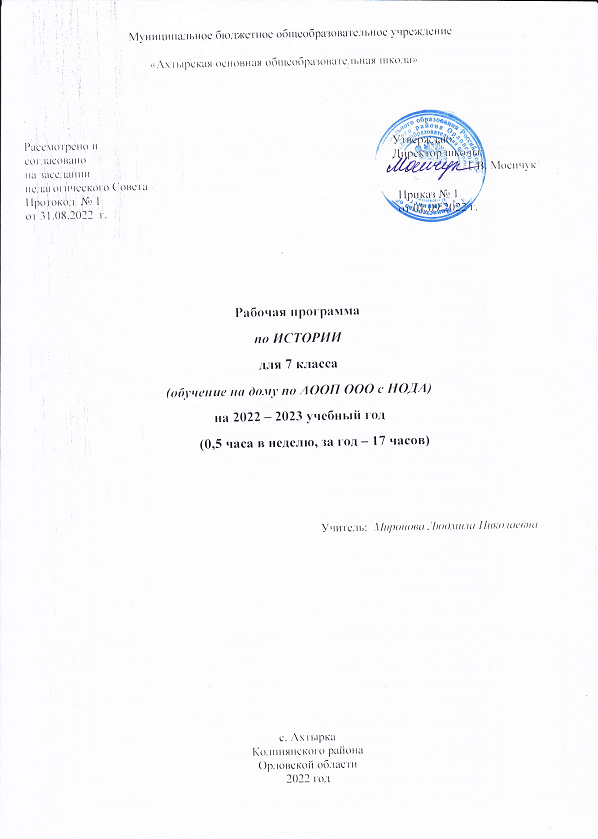 Муниципальное бюджетное общеобразовательное учреждение
«Ахтырская основная общеобразовательная школа»
Рассмотрено и
согласовано
на заседании
педагогического Совета
Протокол № 1
от 31.08.2022 г.
Утверждаю:
Директор школы
Мосичук Г.В. Мосичук
Приказ № 1
от 2022 г.
Рабочая программа
по ИСТОРИИ
для 7 класса
(обучение на дому по АООП ООО с НОДА)
на 2022 – 2023 учебный год
(0,5 часа в неделю, за год – 17 часов)
Учитель: Миронова Людмила Николаевна
с. Ахтырка
Колпнянского района
Орловской области
2022 год